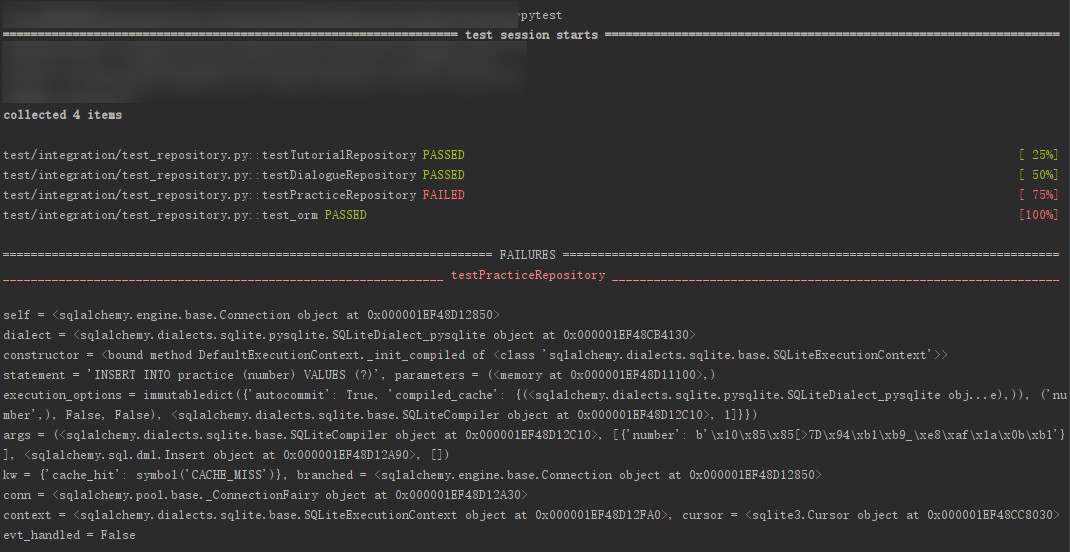 pytest
==================== test session starts ====================
collected 4 items
test/integration/test_repository.py::testTutorialRepository PASSED [ 25%]
test/integration/test_repository.py::testDialogueRepository PASSED [ 50%]
test/integration/test_repository.py::testPracticeRepository FAILED [ 75%]
test/integration/test_repository.py::test_orm PASSED [100%]
==================== FAILURES ====================
____________________ testPracticeRepository ____________________
self = <sqlalchemy.engine.base.Connection object at 0x000001EF48D12850>
dialect = <sqlalchemy.dialects.sqlite.pysqlite.SQLiteDialect_pysqlite object at 0x000001EF48CB4130>
constructor = <bound method DefaultExecutionContext._init_compiled of <class 'sqlalchemy.dialects.sqlite.base.SQLiteExecutionContext'>>
statement = 'INSERT INTO practice (number) VALUES (?)', parameters = (<memory at 0x000001EF48D11100>,)
execution_options = immutabledict({'autocommit': True, 'compiled_cache': {(<sqlalchemy.dialects.sqlite.pysqlite.SQLiteDialect_pysqlite obj...e),)), ('nu
mber',), False, False), <sqlalchemy.dialects.sqlite.base.SQLiteCompiler object at 0x000001EF48D12C10>, 1]}})
args = (<sqlalchemy.dialects.sqlite.base.SQLiteCompiler object at 0x000001EF48D12C10>, [{'number': b'\x10\x85\x85[>7D\x94\xb1\xb9_\xe8\xaf\x1a\x0b\xb1'}
], <sqlalchemy.sql.dml.Insert object at 0x000001EF48D12A90>, [])
kw = {'cache_hit': symbol('CACHE_MISS')}, branched = <sqlalchemy.engine.base.Connection object at 0x000001EF48D12850>
conn = <sqlalchemy.pool.base._ConnectionFairy object at 0x000001EF48D12A30>
context = <sqlalchemy.dialects.sqlite.base.SQLiteExecutionContext object at 0x000001EF48D12FA0>, cursor = <sqlite3.Cursor object at 0x000001EF48CC8030>
evt_handled = False